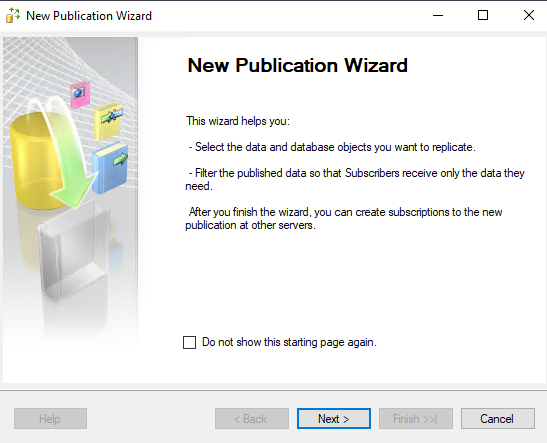 New Publication Wizard
New Publication Wizard
This wizard helps you:
- Select the data and database objects you want to replicate.
- Filter the published data so that Subscribers receive only the data they
need.
After you finish the wizard, you can create subscriptions to the new
publication at other servers.
Do not show this starting page again.
Help
< Back
Next >
Finish >>|
Cancel